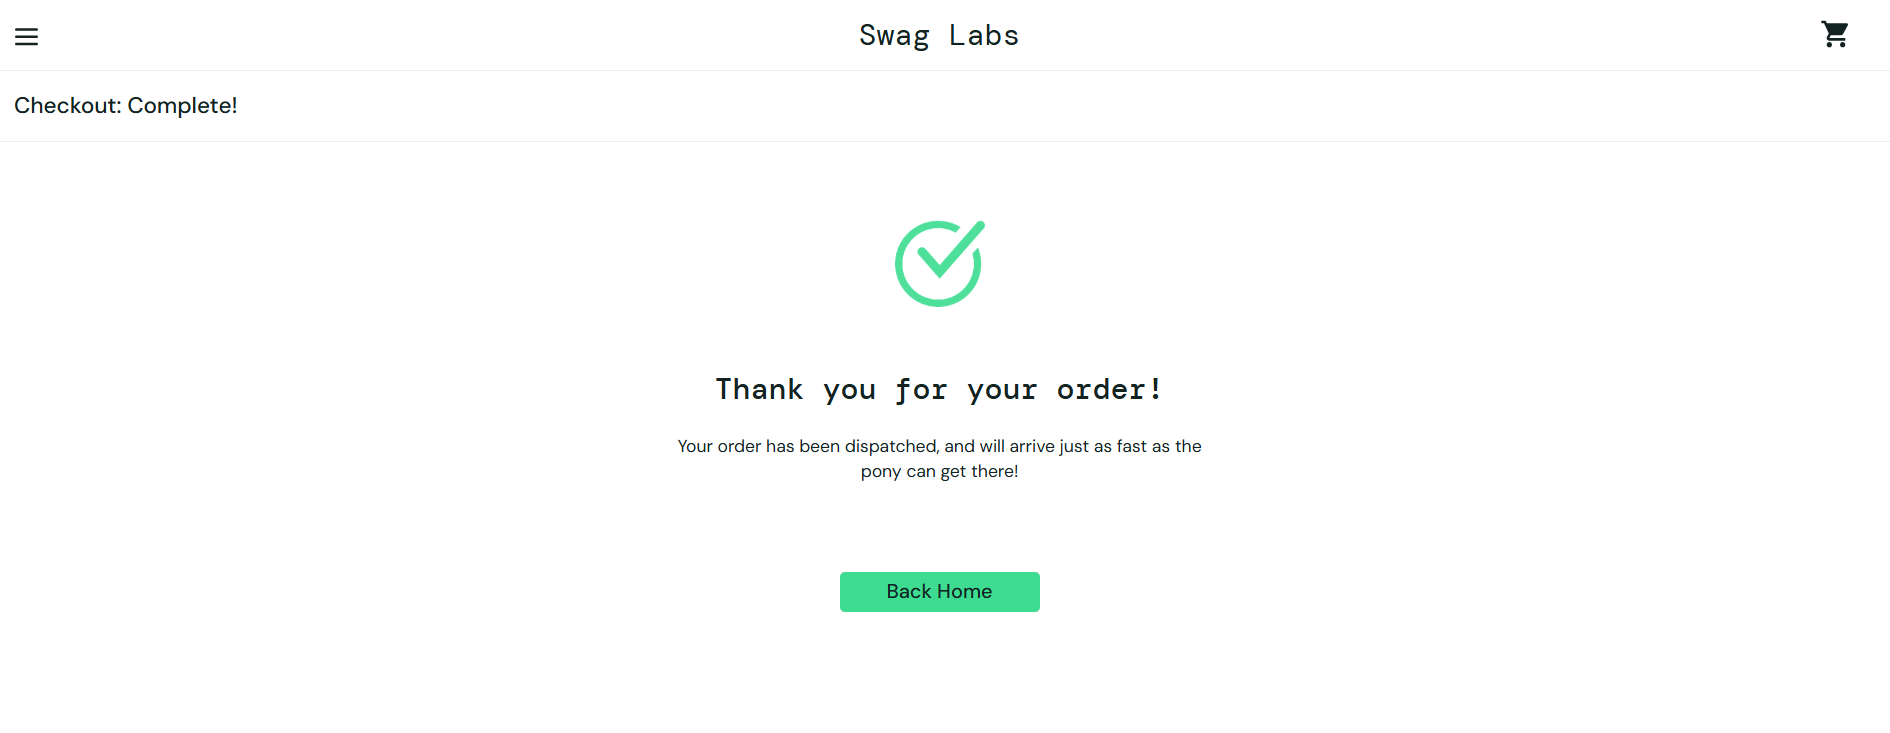 Swag Labs
Checkout: Complete!
Thank you for your order!
Your order has been dispatched, and will arrive just as fast as the
pony can get there!
Back Home